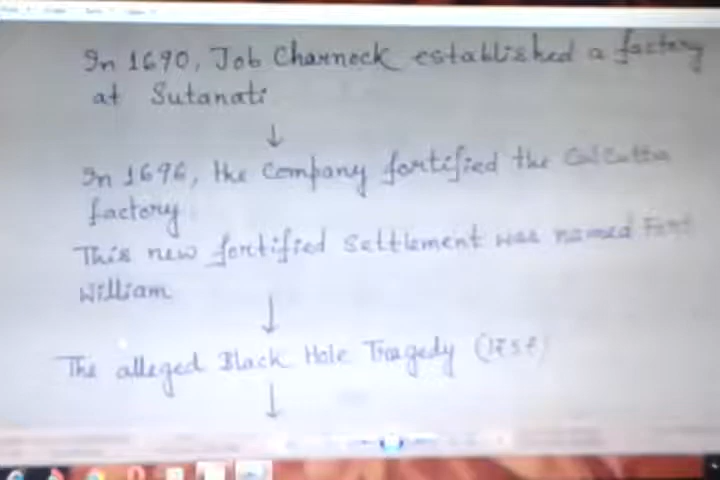 In 1690, Job Charnock established a factory
at Sutanati
↓
In 1696, the Company fortified the Calcutta
factory
This new fortified Settlement was named Fort
William
↓
The alleged Black Hole Tragedy
↓